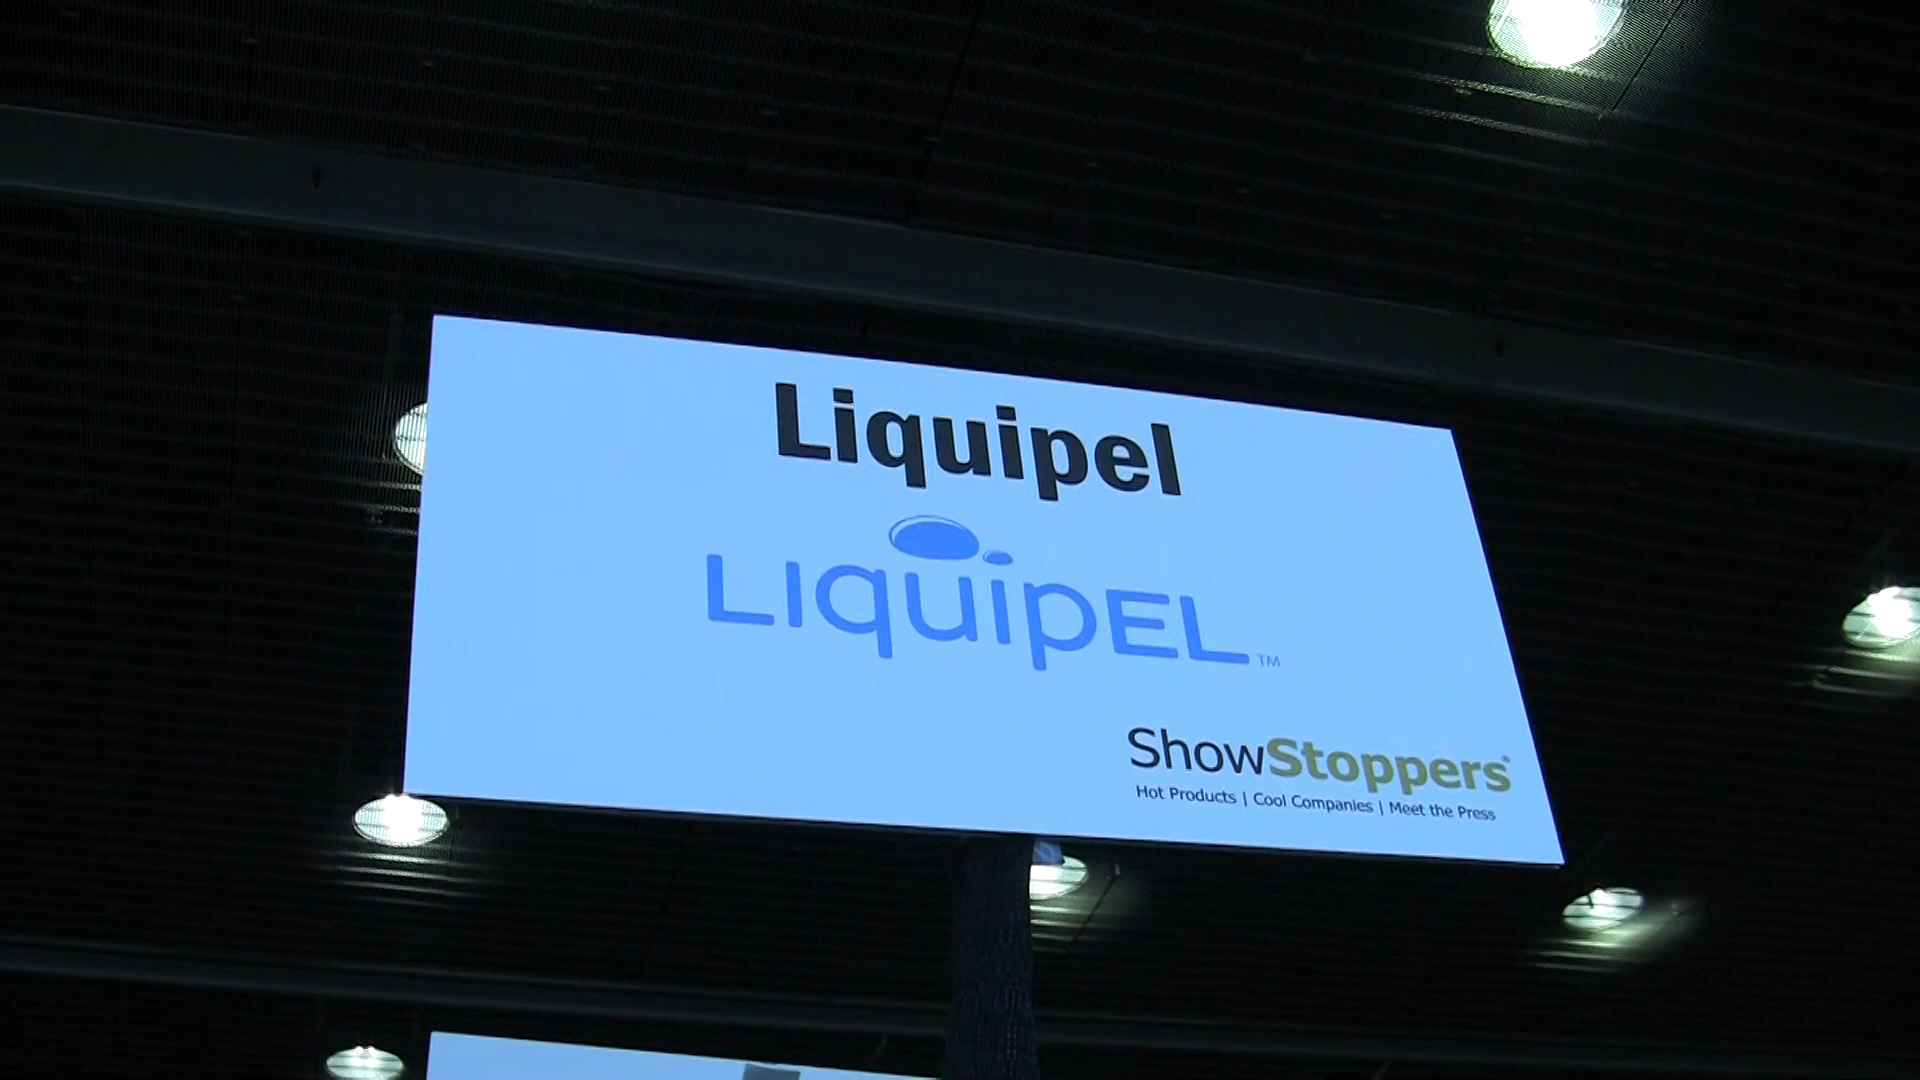 Liquipel
LIquipEL™
ShowStoppers®
Hot Products | Cool Companies | Meet the Press